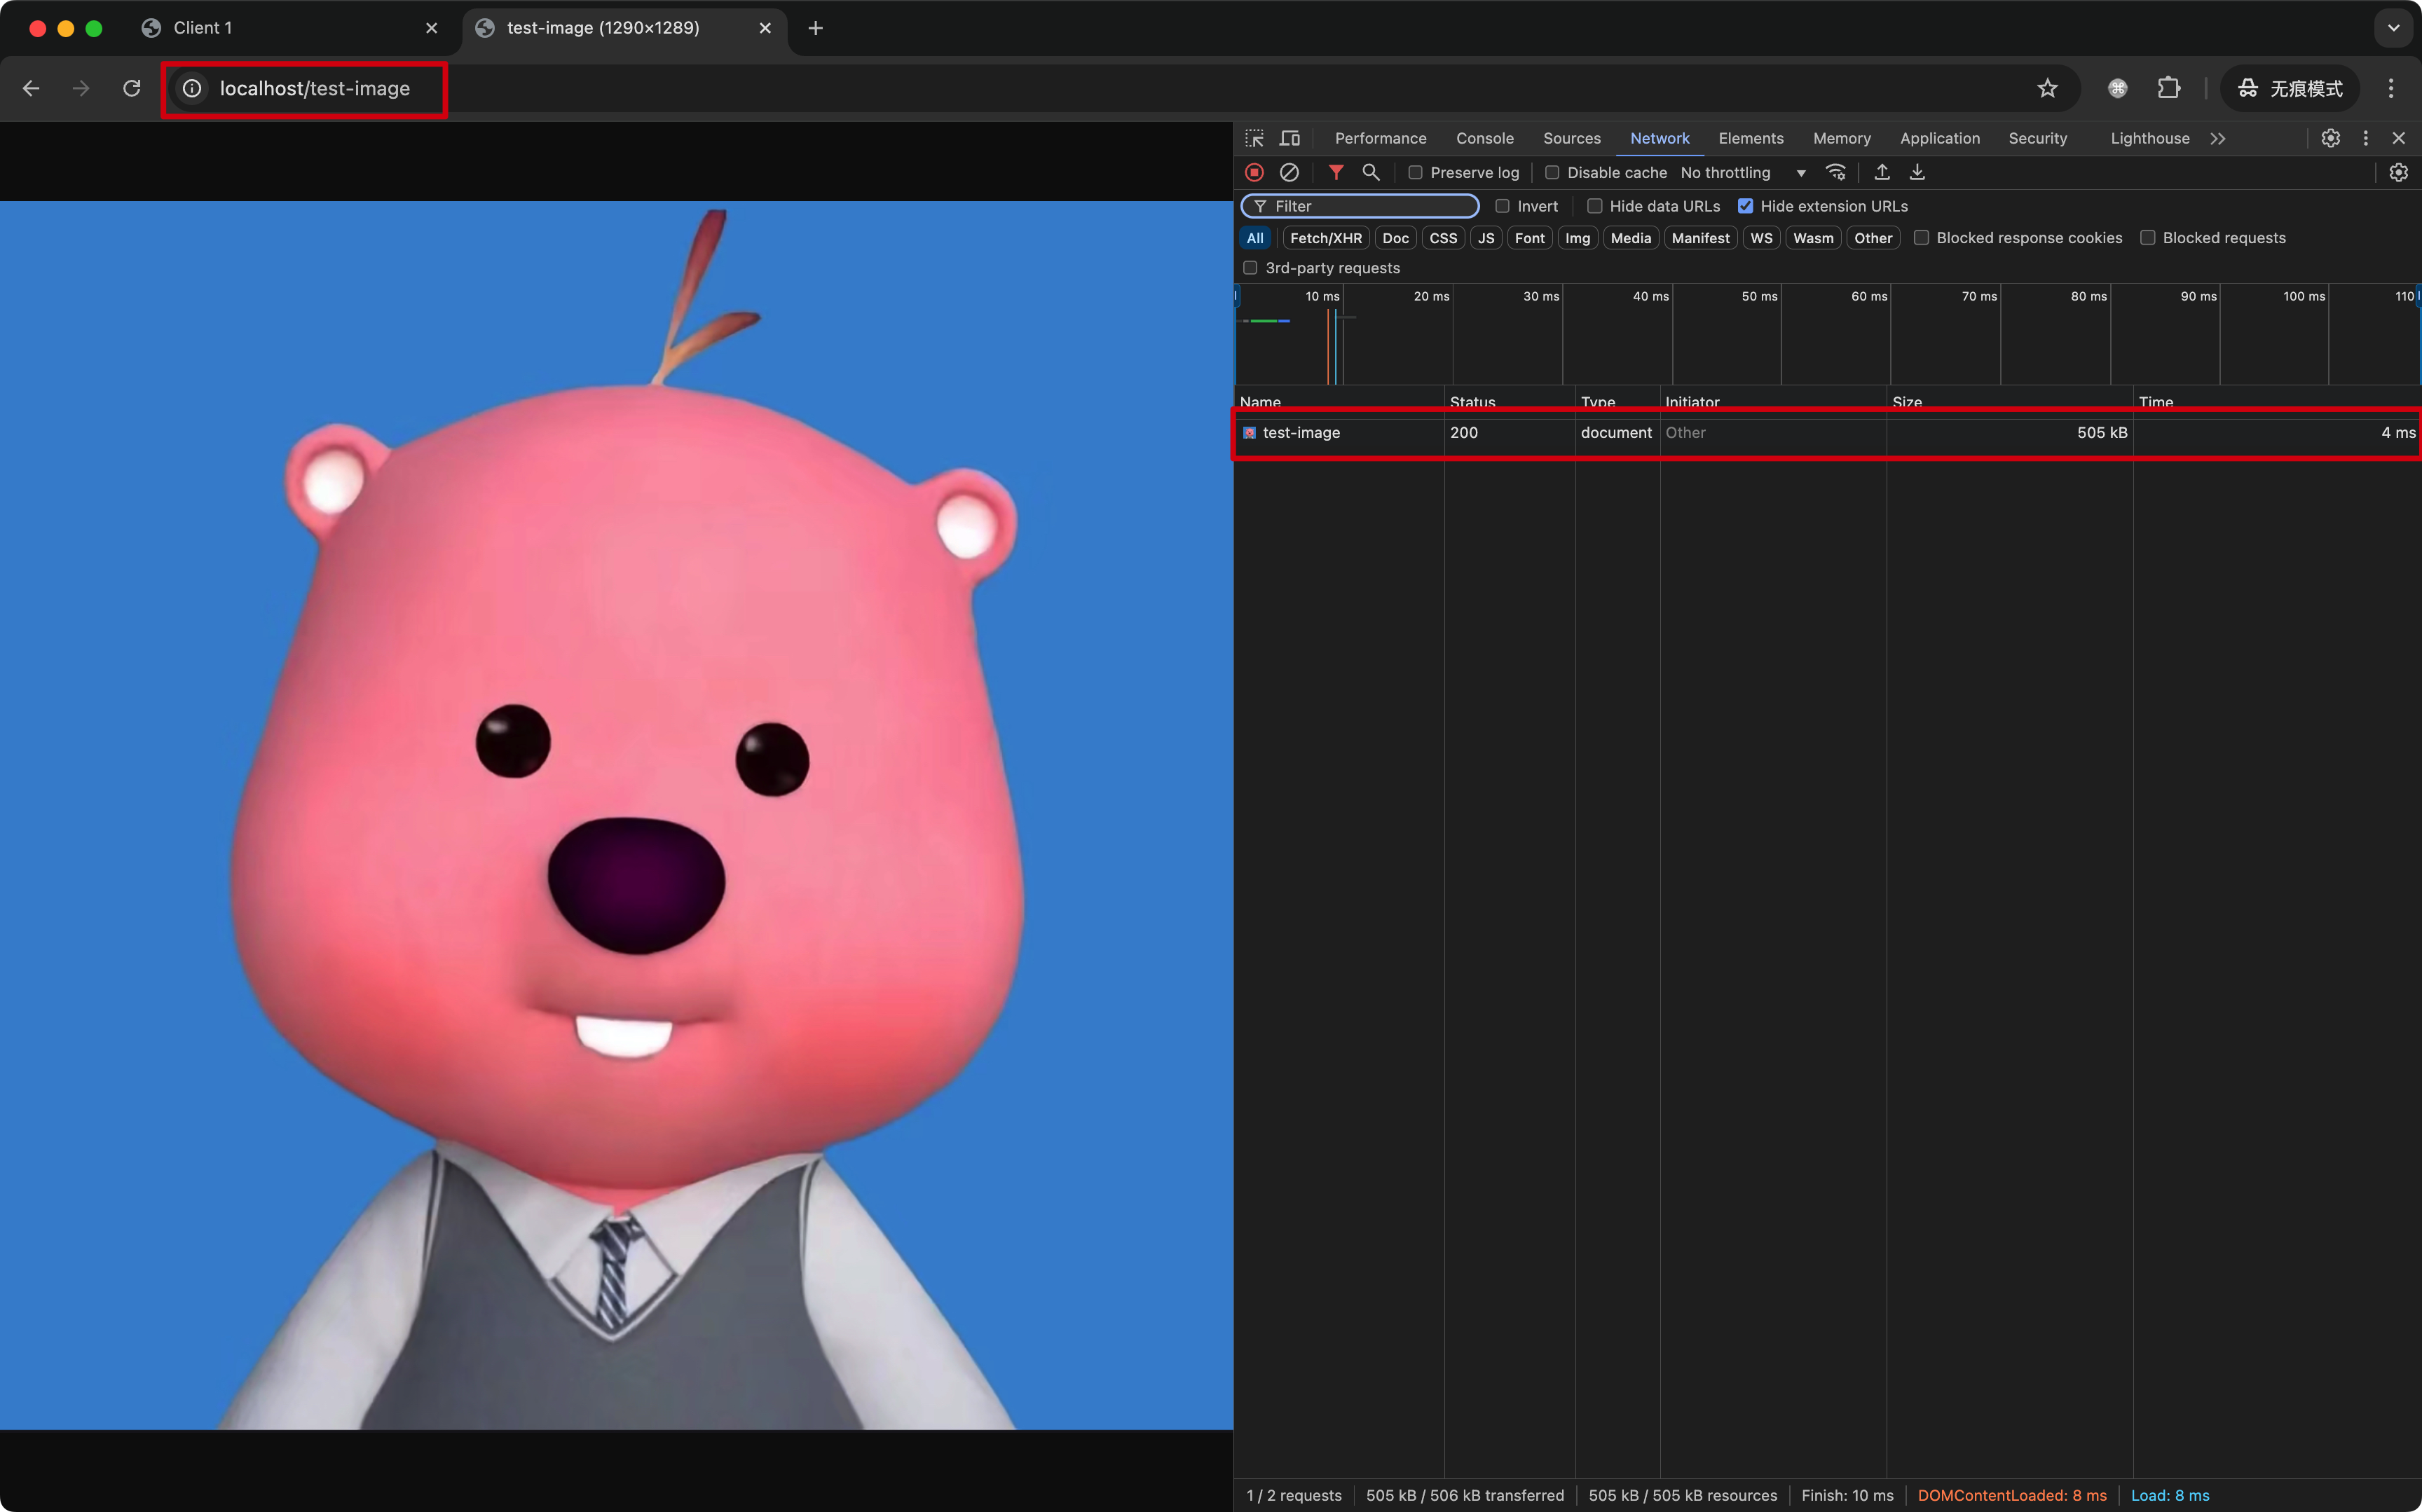 Client 1
test-image (1290×1289)
localhost/test-image
无痕模式
Performance Console Sources Network Elements Memory Application Security Lighthouse
Preserve log Disable cache No throttling
Filter Invert Hide data URLs Hide extension URLs
All Fetch/XHR Doc CSS JS Font Img Media Manifest WS Wasm Other Blocked response cookies Blocked requests
3rd-party requests
10 ms 20 ms 30 ms 40 ms 50 ms 60 ms 70 ms 80 ms 90 ms 100 ms 110
Name Status Type Initiator Size Time
test-image 200 document Other 505 kB 4 ms
1 / 2 requests 505 kB / 506 kB transferred 505 kB / 505 kB resources Finish: 10 ms DOMContentLoaded: 8 ms Load: 8 ms